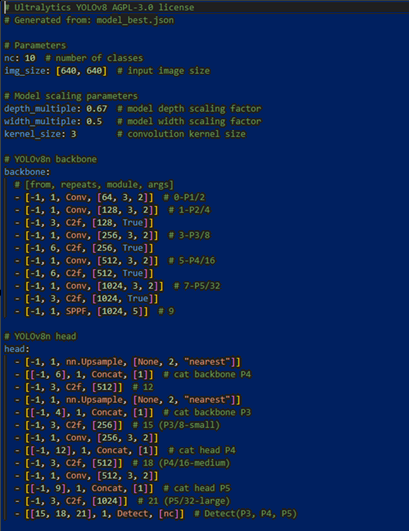 # Ultralytics YOLOv8 AGPL-3.0 license
# Generated from: model_best.json
# Parameters
nc: 10  # number of classes
img_size: [640, 640]  # input image size
# Model scaling parameters
depth_multiple: 0.67  # model depth scaling factor
width_multiple: 0.5   # model width scaling factor
kernel_size: 3        # convolution kernel size
# YOLOv8n backbone
backbone:
  # [from, repeats, module, args]
  - [-1, 1, Conv, [64, 3, 2]]  # 0-P1/2
  - [-1, 1, Conv, [128, 3, 2]]  # 1-P2/4
  - [-1, 3, C2f, [128, True]]
  - [-1, 1, Conv, [256, 3, 2]]  # 3-P3/8
  - [-1, 6, C2f, [256, True]]
  - [-1, 1, Conv, [512, 3, 2]]  # 5-P4/16
  - [-1, 6, C2f, [512, True]]
  - [-1, 1, Conv, [1024, 3, 2]]  # 7-P5/32
  - [-1, 3, C2f, [1024, True]]
  - [-1, 1, SPPF, [1024, 5]]  # 9
# YOLOv8n head
head:
  - [-1, 1, nn.Upsample, [None, 2, "nearest"]]
  - [[-1, 6], 1, Concat, [1]]  # cat backbone P4
  - [-1, 3, C2f, [512]]  # 12
  - [-1, 1, nn.Upsample, [None, 2, "nearest"]]
  - [[-1, 4], 1, Concat, [1]]  # cat backbone P3
  - [-1, 3, C2f, [256]]  # 15 (P3/8-small)
  - [-1, 1, Conv, [256, 3, 2]]
  - [[-1, 12], 1, Concat, [1]]  # cat head P4
  - [-1, 3, C2f, [512]]  # 18 (P4/16-medium)
  - [-1, 1, Conv, [512, 3, 2]]
  - [[-1, 9], 1, Concat, [1]]  # cat head P5
  - [-1, 3, C2f, [1024]]  # 21 (P5/32-large)
  - [[15, 18, 21], 1, Detect, [nc]]  # Detect(P3, P4, P5)